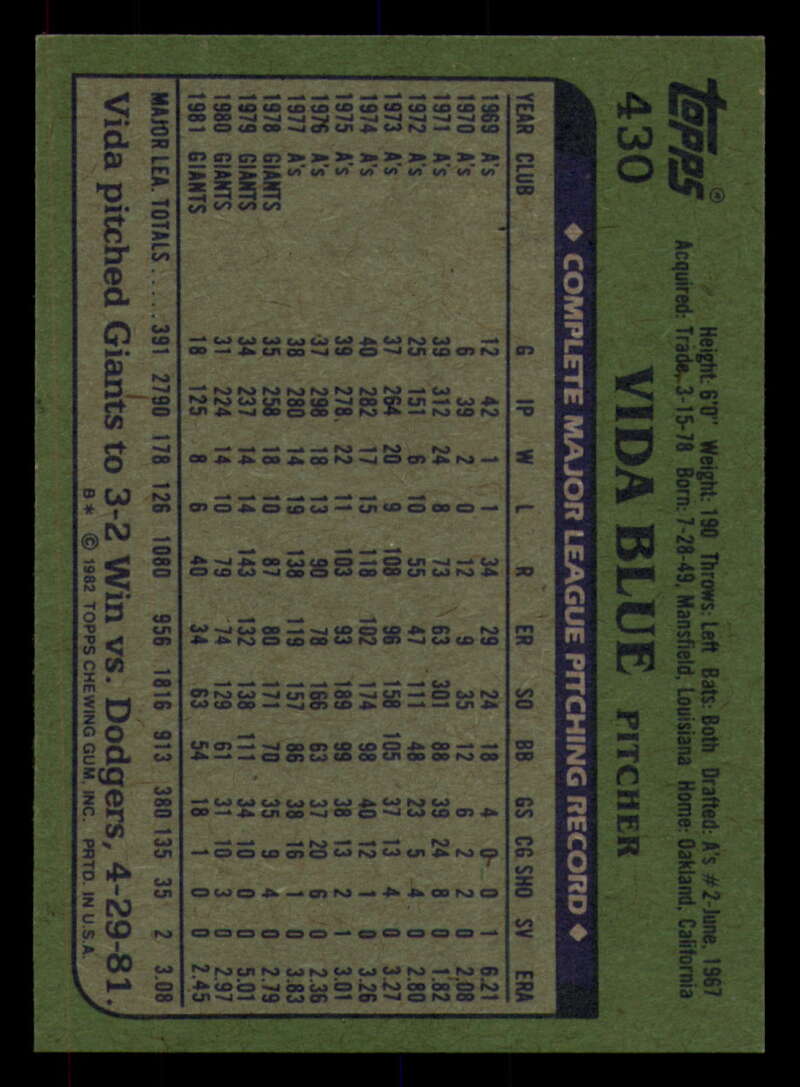 Topps®
430
Height: 6'0" Weight: 190 Throws: Left Bats: Both Drafted: A's #2-June, 1967
Acquired: Trade, 3-15-78 Born: 7-28-49, Mansfield, Louisiana Home: Oakland, California
VIDA BLUE PITCHER
◆ COMPLETE MAJOR LEAGUE PITCHING RECORD ◆
YEAR CLUB G IP W L R ER SO BB GS CG SHO SV ERA
1969 A's 12 42 1 1 34 29 24 18 4 0 0 1 6.21
1970 A's 6 39 2 0 12 9 35 12 6 2 2 0 2.08
1971 A's 39 312 24 8 73 63 301 88 39 24 8 0 1.82
1972 A's 25 151 6 10 55 47 111 48 23 5 4 0 2.80
1973 A's 37 264 20 9 108 96 158 105 37 13 4 0 3.27
1974 A's 40 282 17 15 118 102 174 98 40 12 1 0 3.26
1975 A's 39 278 22 11 103 93 189 99 38 13 2 1 3.01
1976 A's 37 298 18 13 90 78 166 63 37 20 6 0 2.36
1977 A's 38 280 14 19 138 119 157 86 38 16 1 0 3.83
1978 GIANTS 35 258 18 10 87 80 171 70 35 9 4 0 2.79
1979 GIANTS 34 237 14 14 143 132 138 111 34 10 0 0 5.01
1980 GIANTS 31 224 14 10 79 74 129 61 31 10 3 0 2.97
1981 GIANTS 18 125 8 6 40 34 63 54 18 1 0 0 2.45
MAJOR LEA. TOTALS..... 391 2790 178 126 1080 956 1816 913 380 135 35 2 3.08
Vida pitched Giants to 3-2 Win vs. Dodgers, 4-29-81.
B* © 1982 TOPPS CHEWING GUM, INC. PRTD. IN U.S.A.